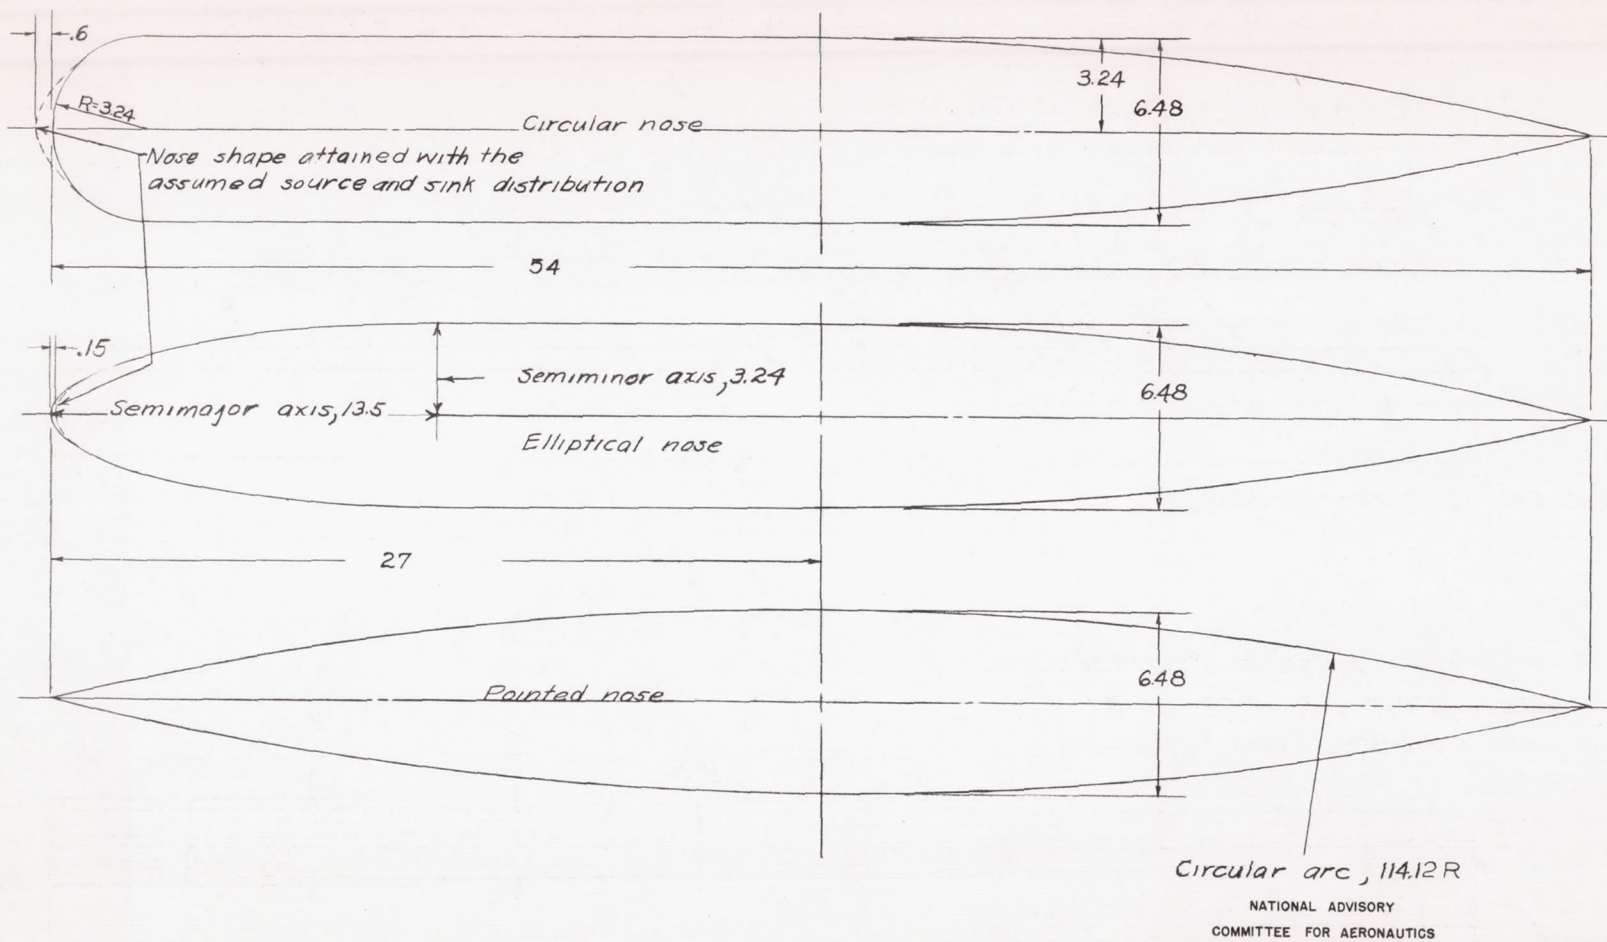 .6
3.24
6.48
R=3.24
Circular nose
Nose shape attained with the
assumed source and sink distribution
54
.15
Semiminor axis, 3.24
6.48
Semimajor axis, 13.5
Elliptical nose
27
6.48
Pointed nose
Circular arc, 114.12 R
NATIONAL ADVISORY
COMMITTEE FOR AERONAUTICS